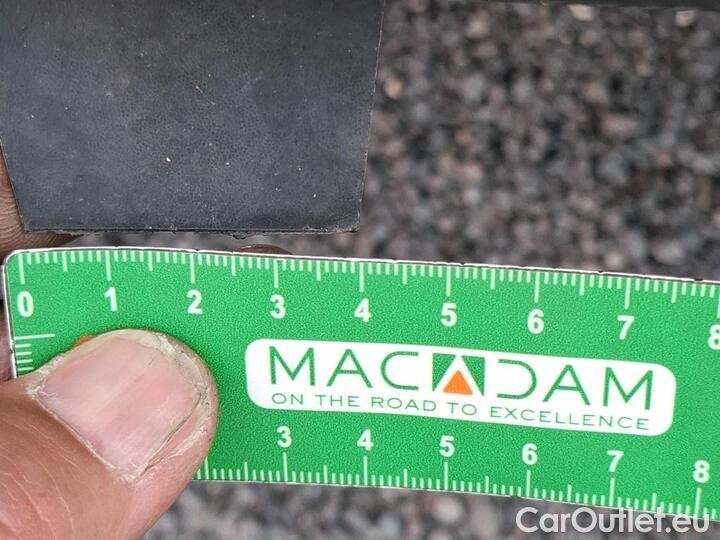 0 1 2 3 4 5 6 7 8
MACADAM
ON THE ROAD TO EXCELLENCE
3 4 5 6 7 8
CarOutlet.eu